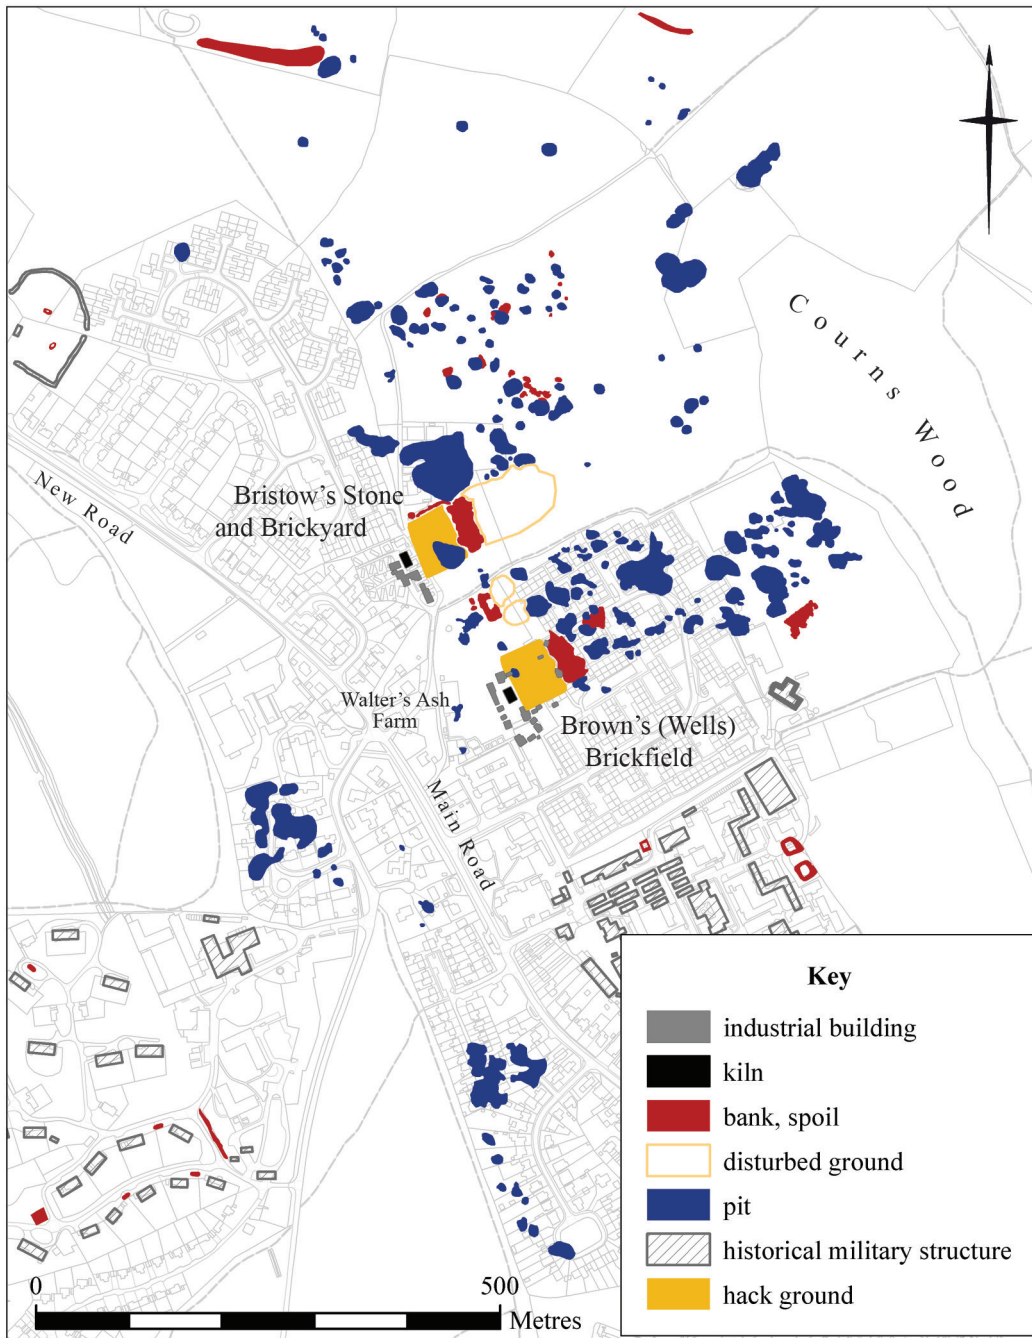 Courns Wood
New Road
Bristow's Stone
and Brickyard
Walter's Ash
Farm
Brown's (Wells)
Brickfield
Main Road
Key
industrial building
kiln
bank, spoil
disturbed ground
pit
historical military structure
hack ground
0 500
Metres